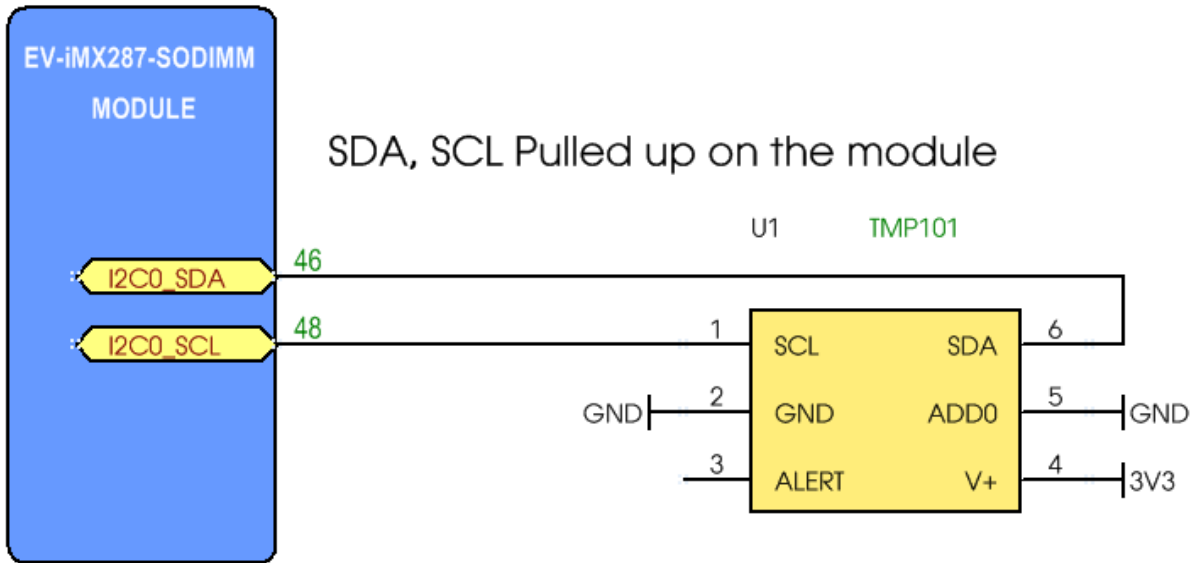 EV-iMX287-SODIMM
MODULE
SDA, SCL Pulled up on the module
U1 TMP101
I2C0_SDA 46
I2C0_SCL 48
1 SCL SDA 6
GND 2 GND ADD0 5 GND
3 ALERT V+ 4 3V3